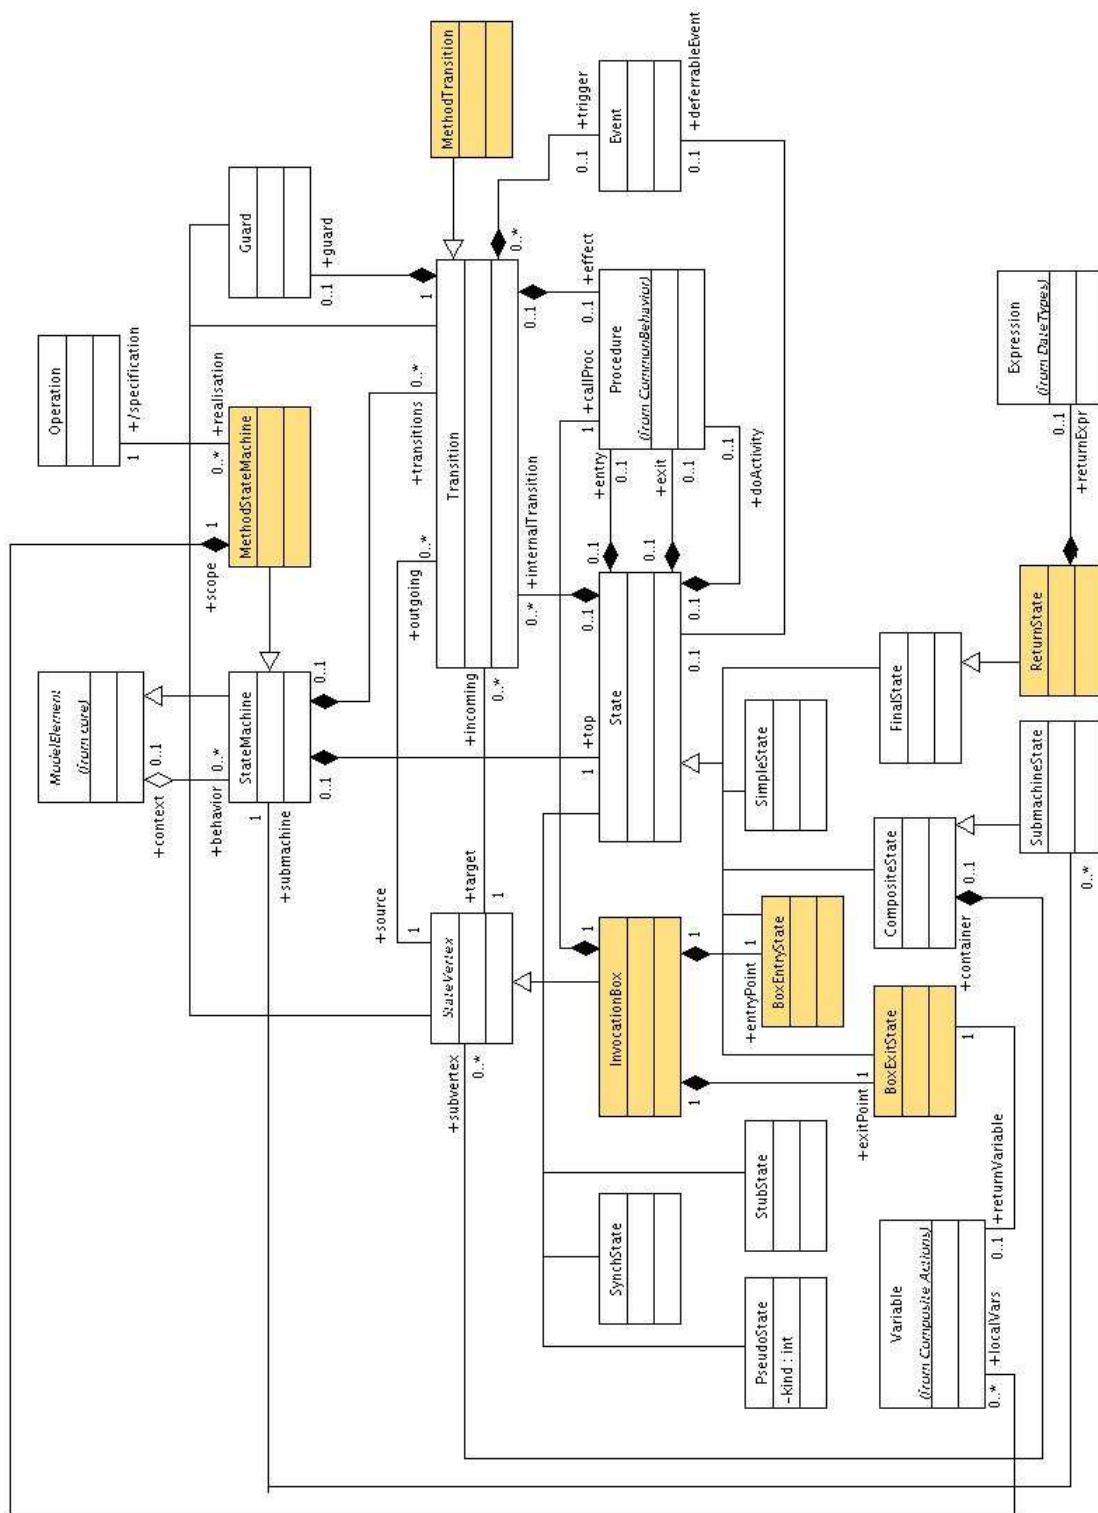 ModelElement
(from core)
Operation
+context
0..1
1
+/specification
+behavior
0..*
+scope
1
0..*
+realisation
0..1
+guard
StateMachine
MethodStateMachine
Guard
1
+submachine
0..1
0..1
+source
1
+outgoing
0..*
+transitions
0..*
1
StateVertex
Transition
MethodTransition
+subvertex
0..*
+target
1
+incoming
0..*
0..*
+internalTransition
0..*
0..1
1
1
+top
0..1
0..1
0..1
1
+callProc
0..1
+effect
0..1
+trigger
InvocationBox
State
+entry
0..1
Procedure
(from CommonBehavior)
Event
+exit
0..1
1
1
0..1
0..1
0..1
0..1
+deferrableEvent
+doActivity
SynchState
+entryPoint
1
PseudoState
-kind : int
StubState
BoxEntryState
SimpleState
+exitPoint
1
Variable
(from Composite Actions)
BoxExitState
CompositeState
FinalState
+container
0..1
1
0..*
+localVars
0..1
+returnVariable
SubmachineState
ReturnState
Expression
(from DateTypes)
0..*
0..1
+returnExpr